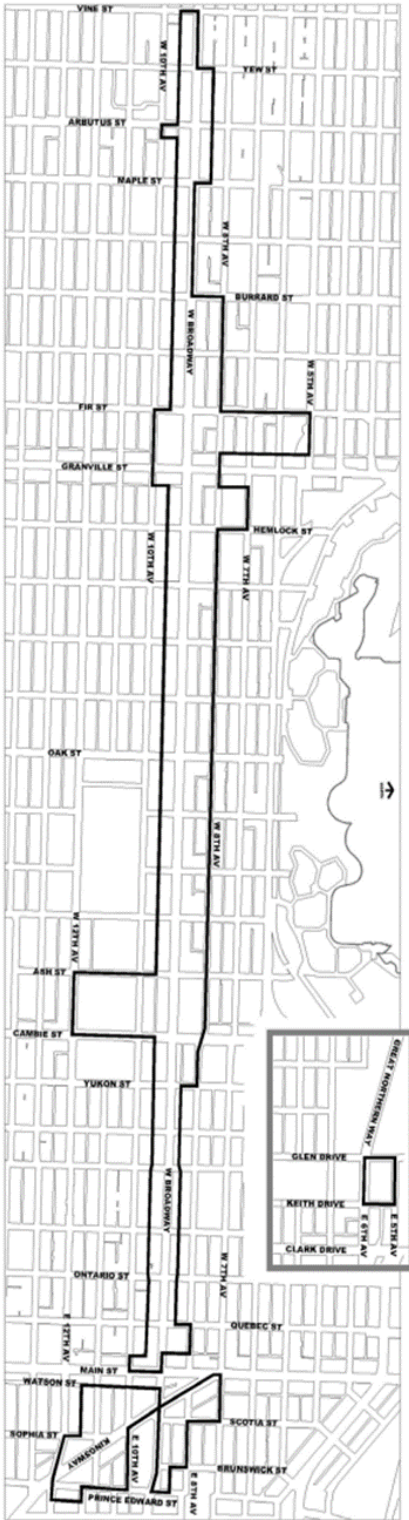 VINE ST
W 10TH AV
YEW ST
ARBUTUS ST
MAPLE ST
W 8TH AV
BURRARD ST
W BROADWAY
W 5TH AV
FIR ST
GRANVILLE ST
HEMLOCK ST
W 10TH AV
W 7TH AV
OAK ST
W 8TH AV
W 12TH AV
ASH ST
CAMBIE ST
YUKON ST
GREAT NORTHERN WAY
GLEN DRIVE
KEITH DRIVE
E 6TH AV
E 5TH AV
CLARK DRIVE
W BROADWAY
W 7TH AV
ONTARIO ST
E 12TH AV
QUEBEC ST
MAIN ST
WATSON ST
SCOTIA ST
SOPHIA ST
KINGSWAY
E 10TH AV
E 8TH AV
BRUNSWICK ST
PRINCE EDWARD ST